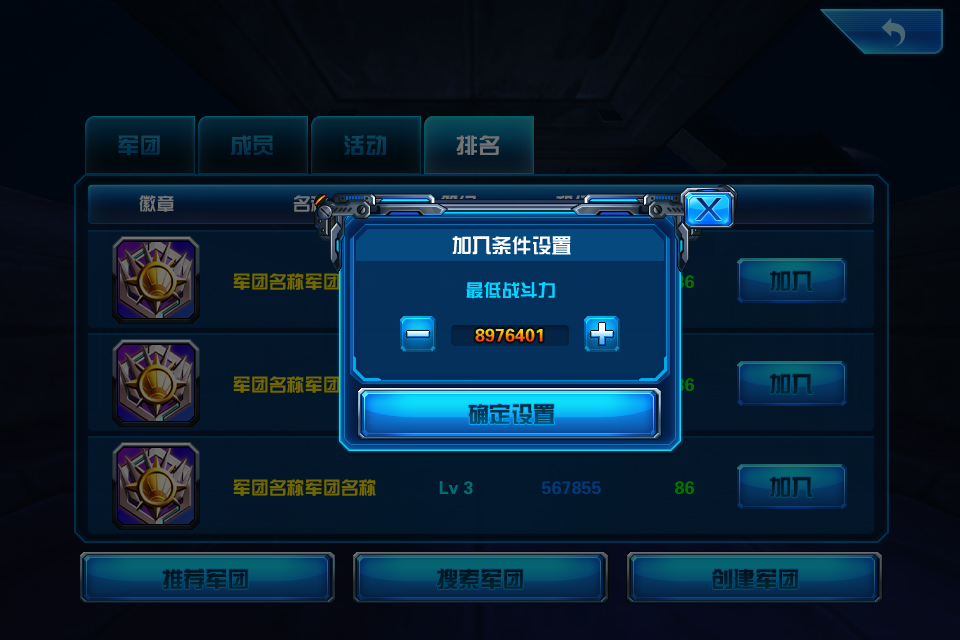 军团 成员 活动 排名
徽章
加入条件设置
最低战斗力
8976401
确定设置
军团名称军团 86 加入
军团名称军团 86 加入
军团名称军团名称 Lv 3 567855 86 加入
推荐军团 搜索军团 创建军团